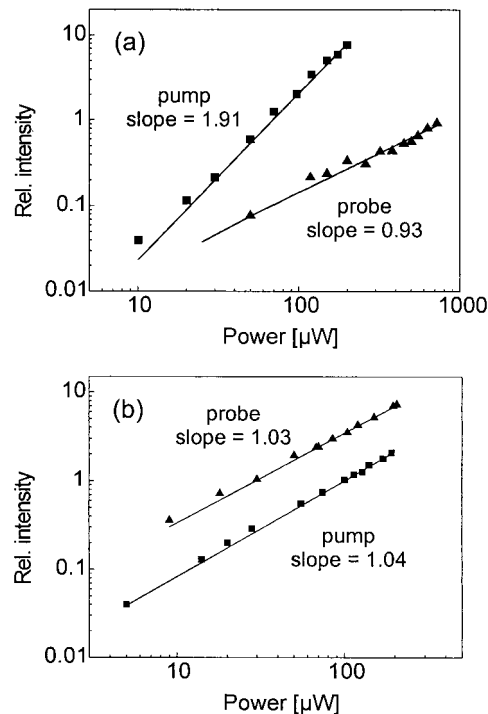 (a)
10
1
0.1
0.01
Rel. intensity
pump
slope = 1.91
probe
slope = 0.93
10
100
1000
Power [µW]
(b)
10
1
0.1
0.01
Rel. intensity
probe
slope = 1.03
pump
slope = 1.04
10
100
Power [µW]